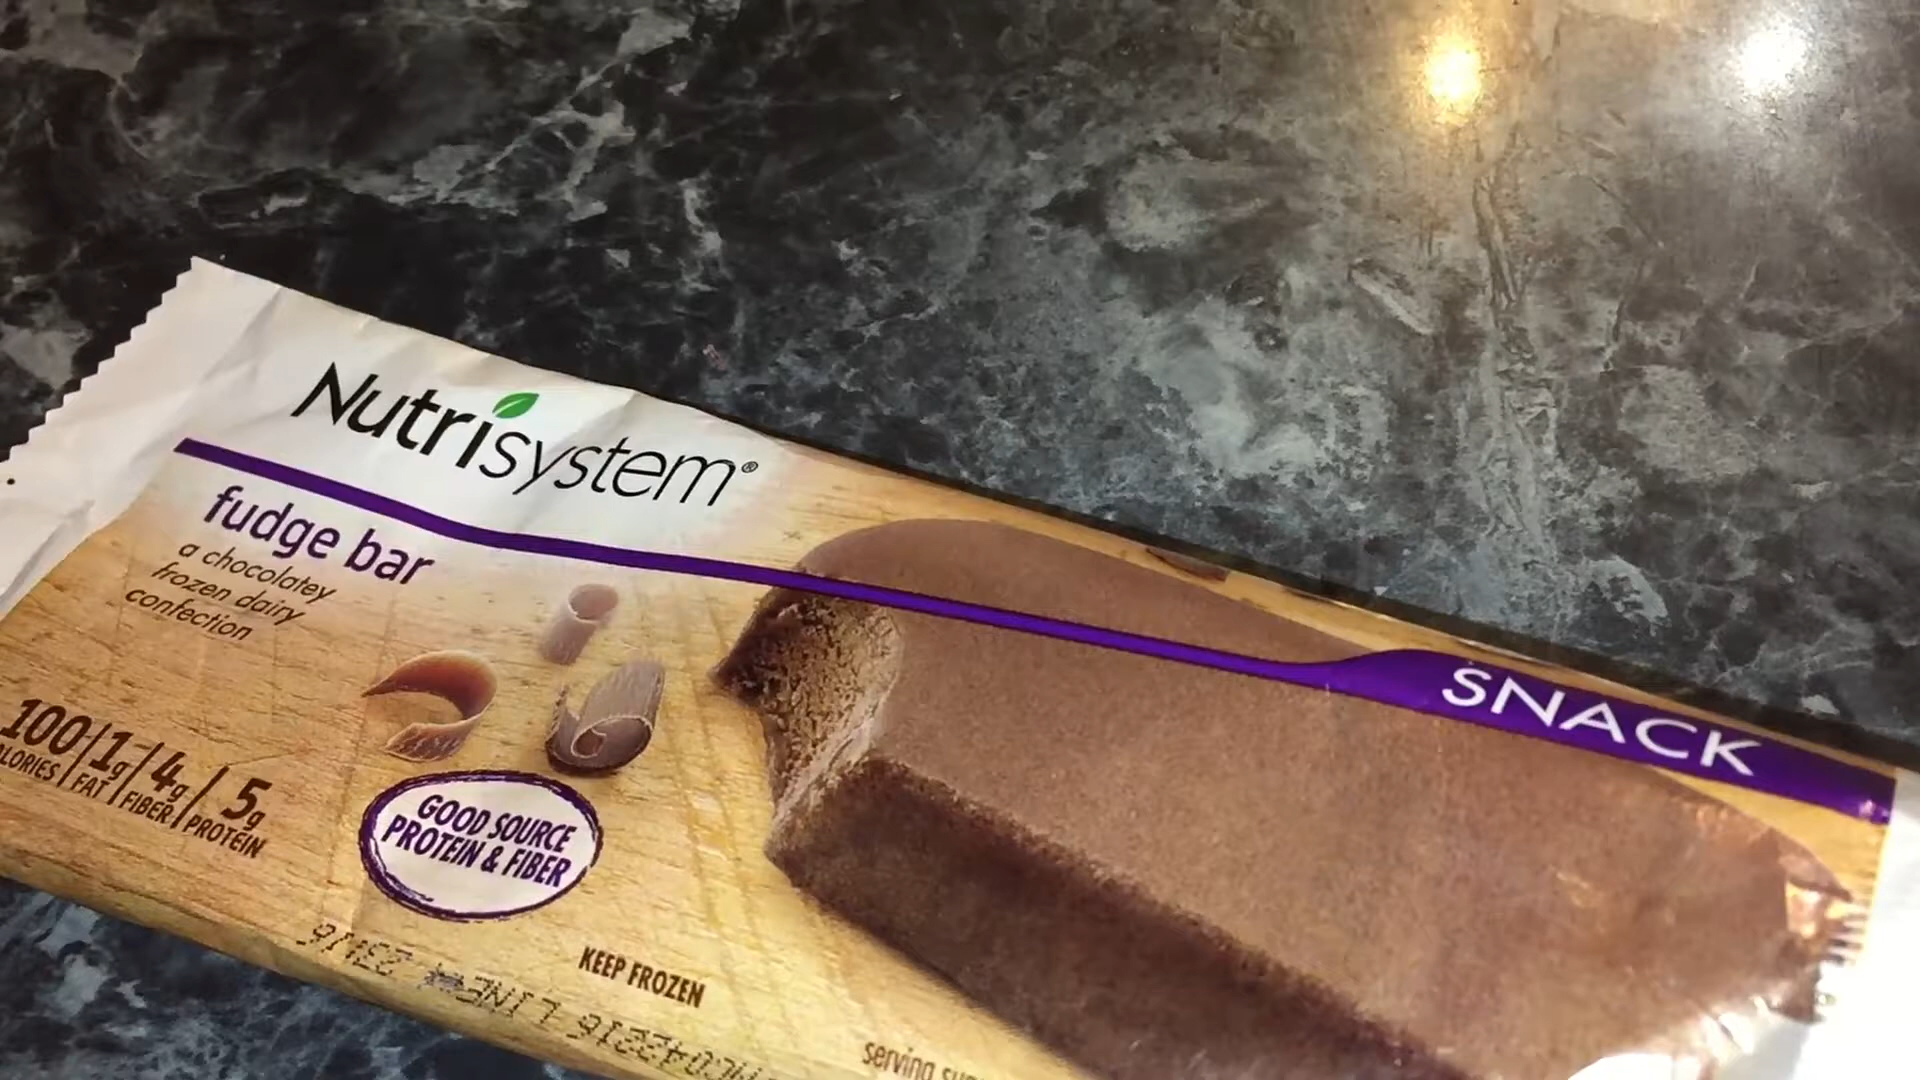 Nutrisystem®
fudge bar
a chocolatey
frozen dairy
confection
SNACK
100 1g 4g 5g
FAT FIBER PROTEIN
GOOD SOURCE
PROTEIN & FIBER
KEEP FROZEN
serving